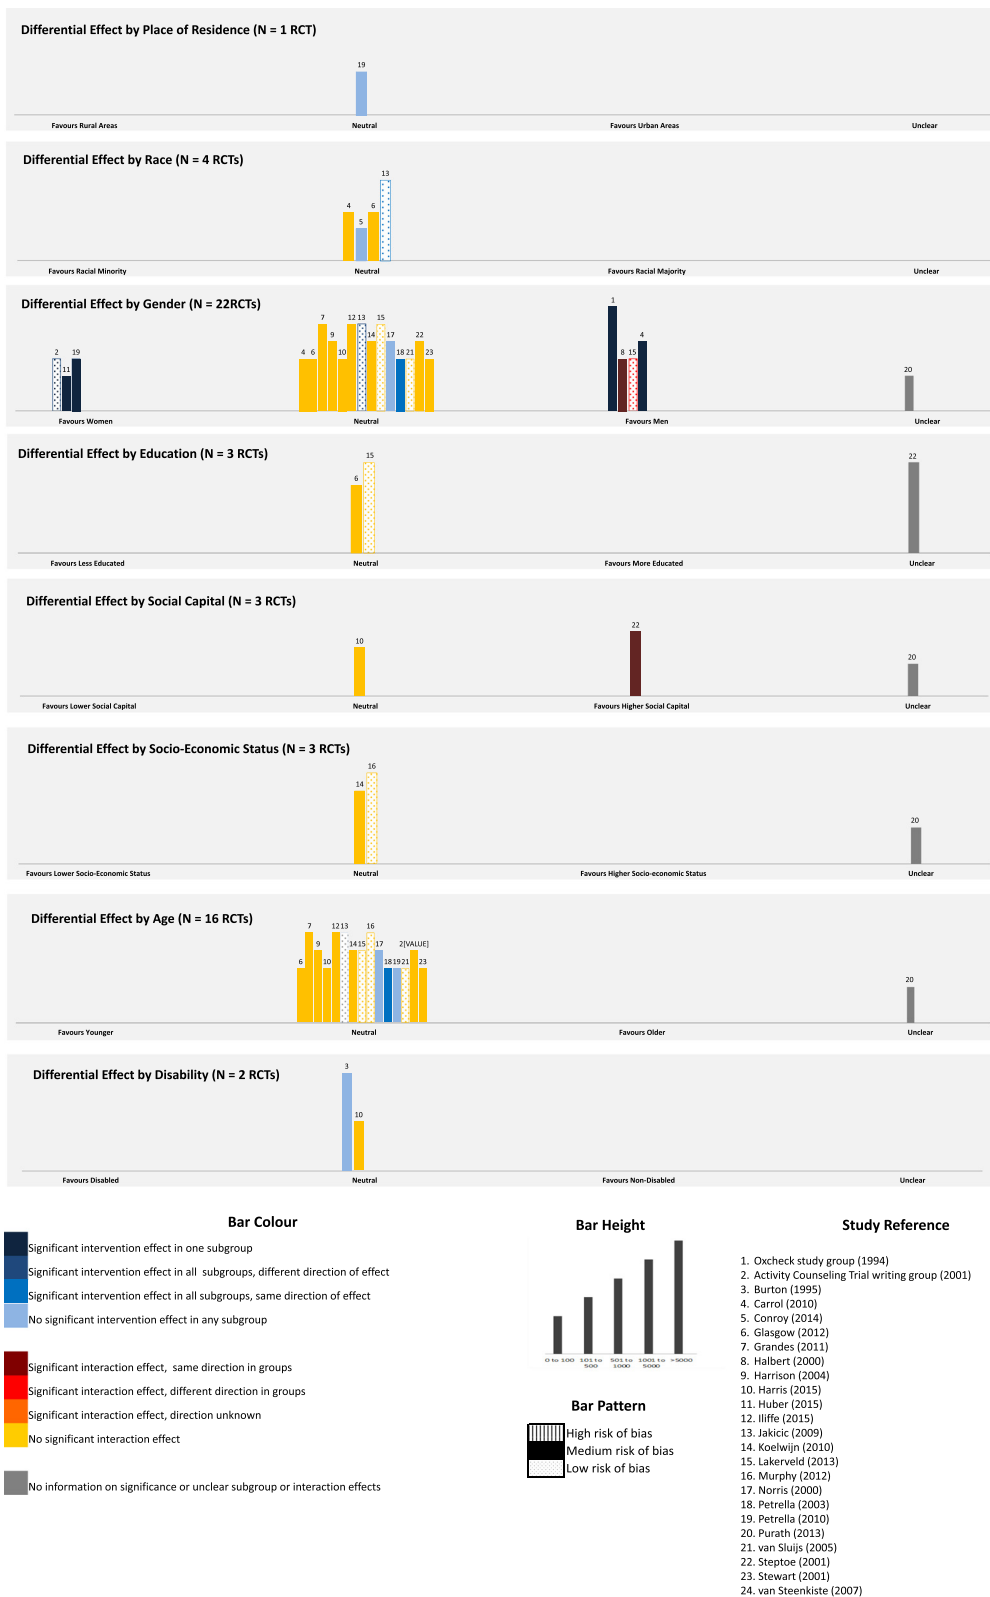 Differential Effect by Place of Residence (N = 1 RCT)
19
Favours Rural Areas Neutral Favours Urban Areas Unclear
Differential Effect by Race (N = 4 RCTs)
4 5 6 13
Favours Racial Minority Neutral Favours Racial Majority Unclear
Differential Effect by Gender (N = 22RCTs)
2 11 19 4 6 7 9 10 12 13 14 15 17 18 21 22 23 1 8 15 4 20
Favours Women Neutral Favours Men Unclear
Differential Effect by Education (N = 3 RCTs)
6 15 22
Favours Less Educated Neutral Favours More Educated Unclear
Differential Effect by Social Capital (N = 3 RCTs)
10 22 20
Favours Lower Social Capital Neutral Favours Higher Social Capital Unclear
Differential Effect by Socio-Economic Status (N = 3 RCTs)
14 16 20
Favours Lower Socio-Economic Status Neutral Favours Higher Socio-economic Status Unclear
Differential Effect by Age (N = 16 RCTs)
6 7 9 10 12 13 14 15 16 17 18 19 21 2[VALUE] 23 20
Favours Younger Neutral Favours Older Unclear
Differential Effect by Disability (N = 2 RCTs)
3 10
Favours Disabled Neutral Favours Non-Disabled Unclear
Bar Colour
Significant intervention effect in one subgroup
Significant intervention effect in all subgroups, different direction of effect
Significant intervention effect in all subgroups, same direction of effect
No significant intervention effect in any subgroup
Significant interaction effect, same direction in groups
Significant interaction effect, different direction in groups
Significant interaction effect, direction unknown
No significant interaction effect
No information on significance or unclear subgroup or interaction effects
Bar Height
0 to 100 101 to 500 501 to 1000 1001 to 5000 >5000
Bar Pattern
High risk of bias
Medium risk of bias
Low risk of bias
Study Reference
1. Oxcheck study group (1994)
2. Activity Counseling Trial writing group (2001)
3. Burton (1995)
4. Carrol (2010)
5. Conroy (2014)
6. Glasgow (2012)
7. Grandes (2011)
8. Halbert (2000)
9. Harrison (2004)
10. Harris (2015)
11. Huber (2015)
12. Iliffe (2015)
13. Jakicic (2009)
14. Koelwijn (2010)
15. Lakerveld (2013)
16. Murphy (2012)
17. Norris (2000)
18. Petrella (2003)
19. Petrella (2010)
20. Purath (2013)
21. van Sluijs (2005)
22. Steptoe (2001)
23. Stewart (2001)
24. van Steenkiste (2007)